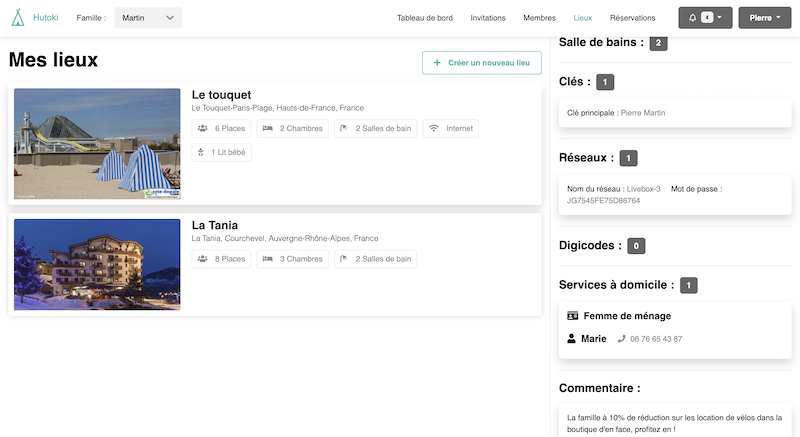 Hutoki
Famille :
Martin
Tableau de bord
Invitations
Membres
Lieux
Réservations
4
Pierre
Mes lieux
Créer un nouveau lieu
Le touquet
Le Touquet-Paris-Plage, Hauts-de-France, France
6 Places
2 Chambres
2 Salles de bain
Internet
1 Lit bébé
La Tania
La Tania, Courchevel, Auvergne-Rhône-Alpes, France
8 Places
3 Chambres
2 Salles de bain
Salle de bains : 2
Clés : 1
Clé principale : Pierre Martin
Réseaux : 1
Nom du réseau : Livebox-3 Mot de passe :
JG7545FE75D86764
Digicodes : 0
Services à domicile : 1
Femme de ménage
Marie 06 76 65 43 87
Commentaire :
La famille à 10% de réduction sur les location de vélos dans la
boutique d'en face, profitez en !